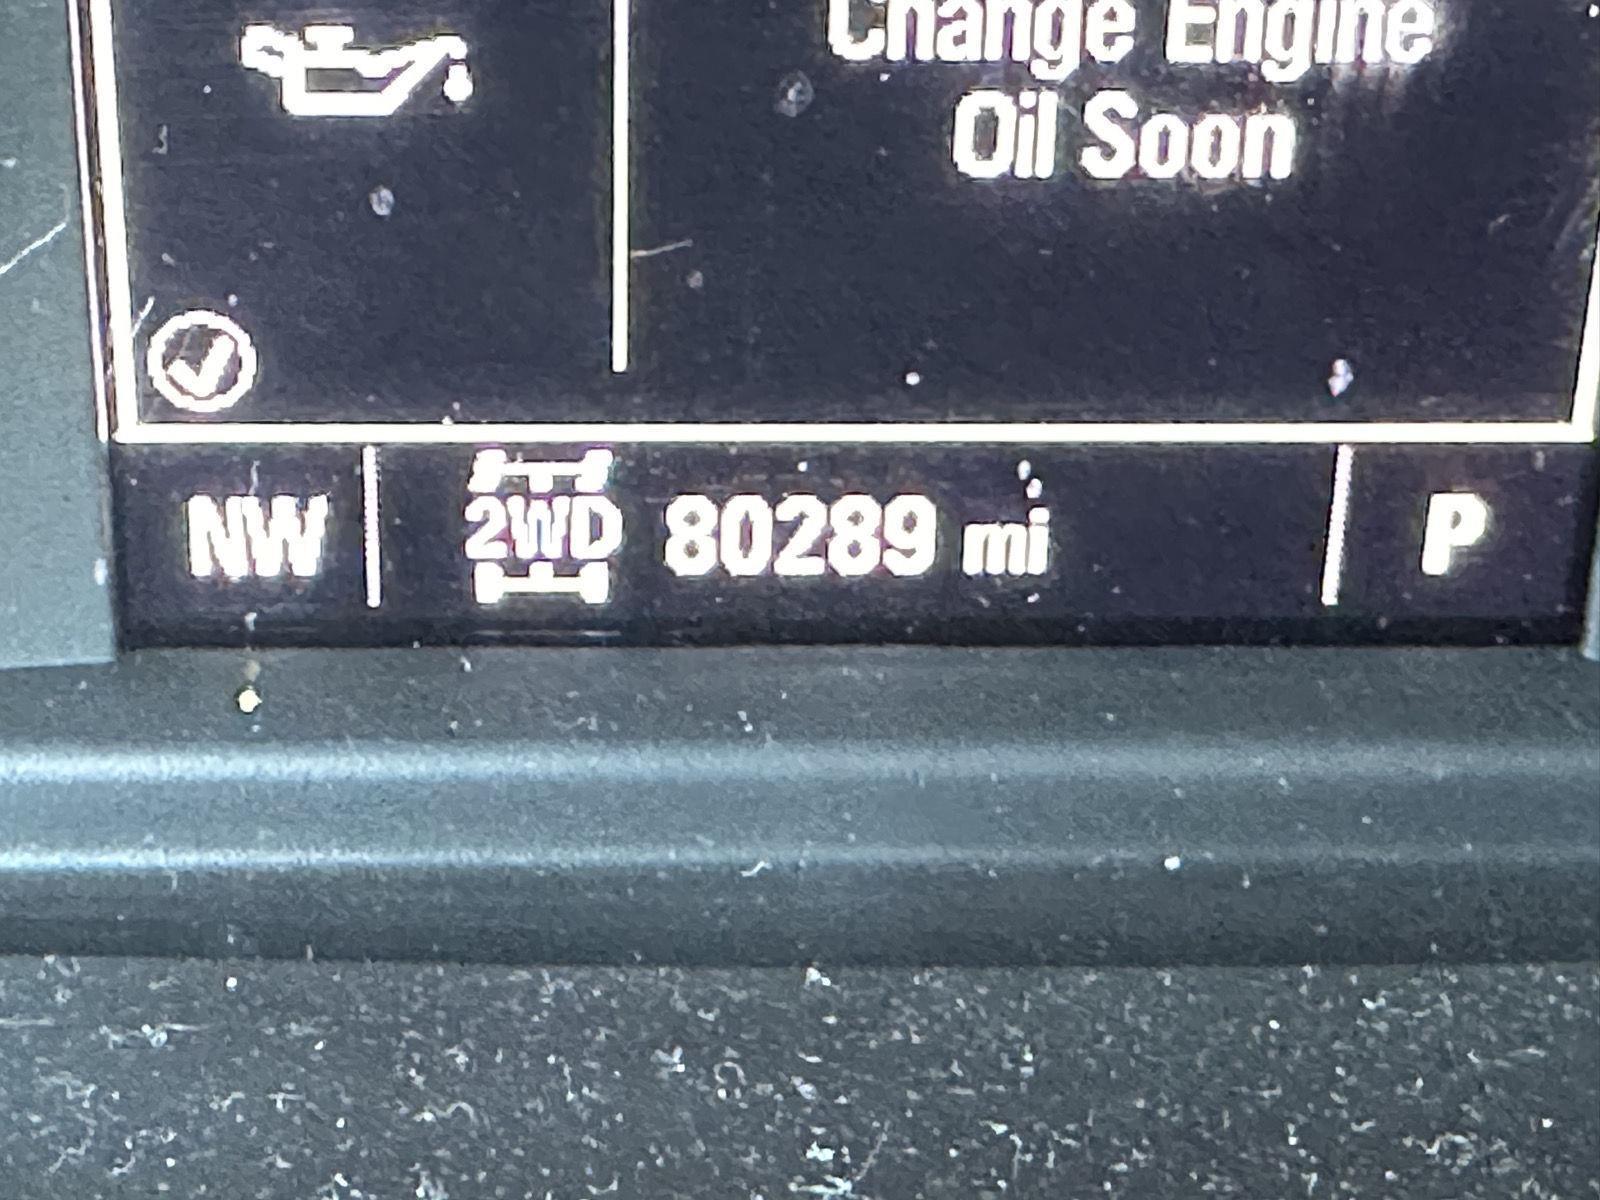 Change Engine
Oil Soon
NW 2WD 80289 mi P